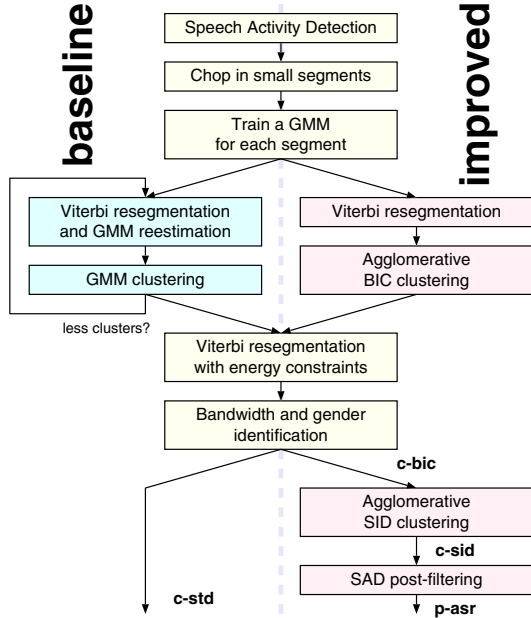 baseline
improved
Speech Activity Detection
Chop in small segments
Train a GMM
for each segment
Viterbi resegmentation
and GMM reestimation
GMM clustering
less clusters?
Viterbi resegmentation
Agglomerative
BIC clustering
Viterbi resegmentation
with energy constraints
Bandwidth and gender
identification
c-bic
Agglomerative
SID clustering
c-sid
SAD post-filtering
c-std
p-asr